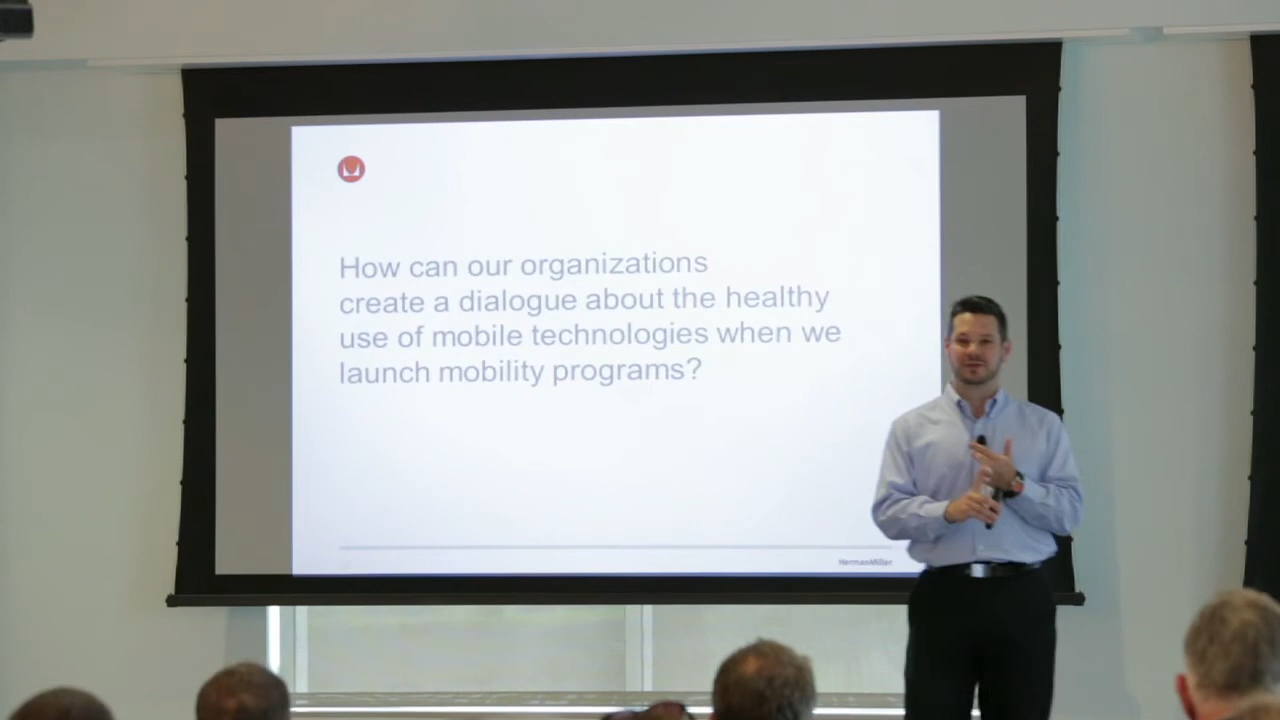 How can our organizations
create a dialogue about the healthy
use of mobile technologies when we
launch mobility programs?
HermanMiller